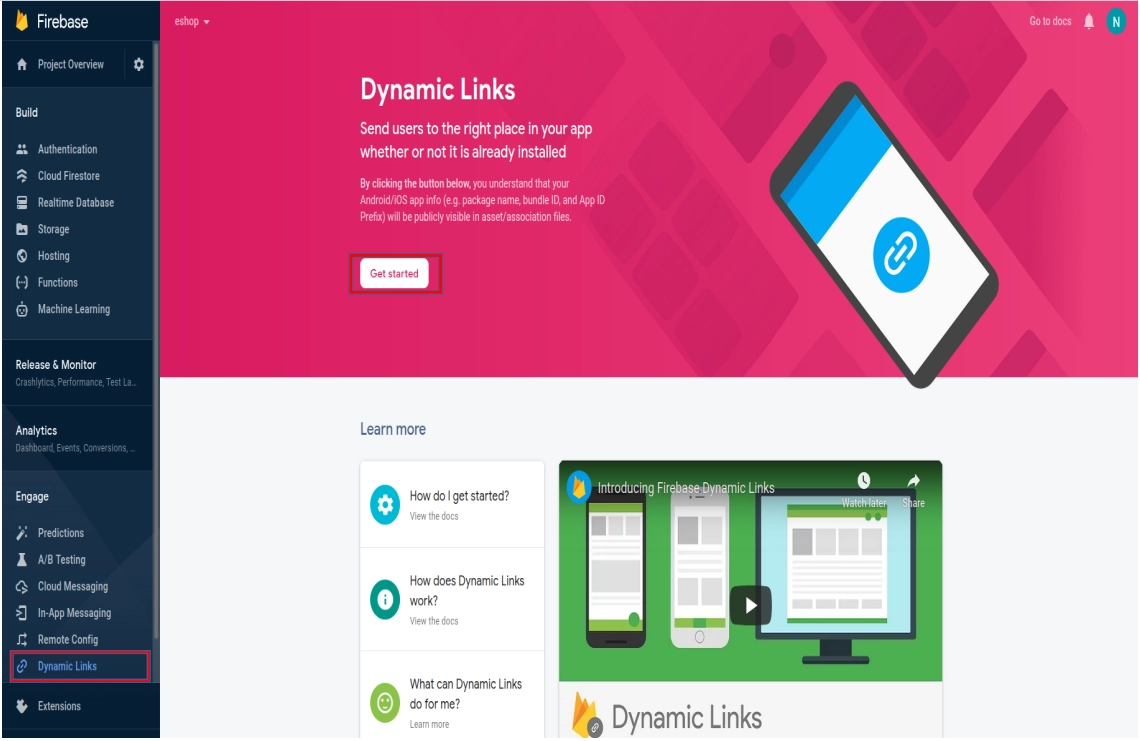 Firebase
eshop
Go to docs
N
Project Overview
Build
Authentication
Cloud Firestore
Realtime Database
Storage
Hosting
Functions
Machine Learning
Release & Monitor
Crashlytics, Performance, Test La...
Analytics
Dashboard, Events, Conversions, ...
Engage
Predictions
A/B Testing
Cloud Messaging
In-App Messaging
Remote Config
Dynamic Links
Extensions
Dynamic Links
Send users to the right place in your app
whether or not it is already installed
By clicking the button below, you understand that your
Android/iOS app info (e.g. package name, bundle ID, and App ID
Prefix) will be publicly visible in asset/association files.
Get started
Learn more
How do I get started?
View the docs
How does Dynamic Links
work?
View the docs
What can Dynamic Links
do for me?
Learn more
Introducing Firebase Dynamic Links
Watch later
Share
Dynamic Links